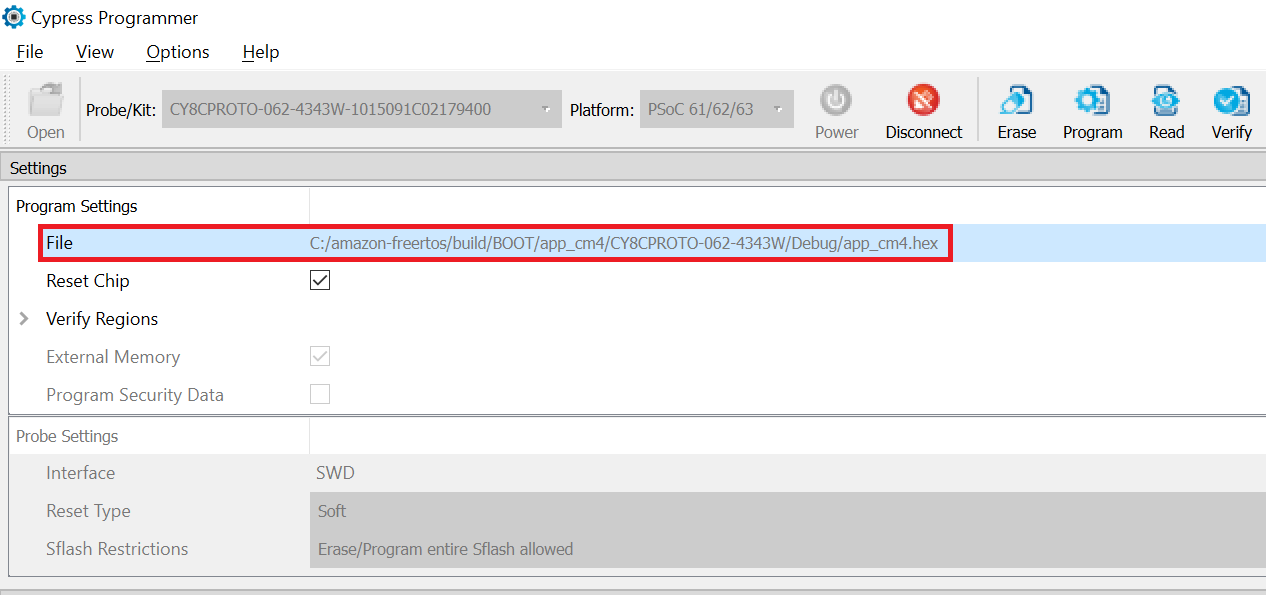 Cypress Programmer
File View Options Help
Open Probe/Kit: CY8CPROTO-062-4343W-1015091C02179400 Platform: PSoC 61/62/63 Power Disconnect Erase Program Read Verify
Settings
Program Settings
File C:/amazon-freertos/build/BOOT/app_cm4/CY8CPROTO-062-4343W/Debug/app_cm4.hex
Reset Chip
Verify Regions
External Memory
Program Security Data
Probe Settings
Interface SWD
Reset Type Soft
Sflash Restrictions Erase/Program entire Sflash allowed